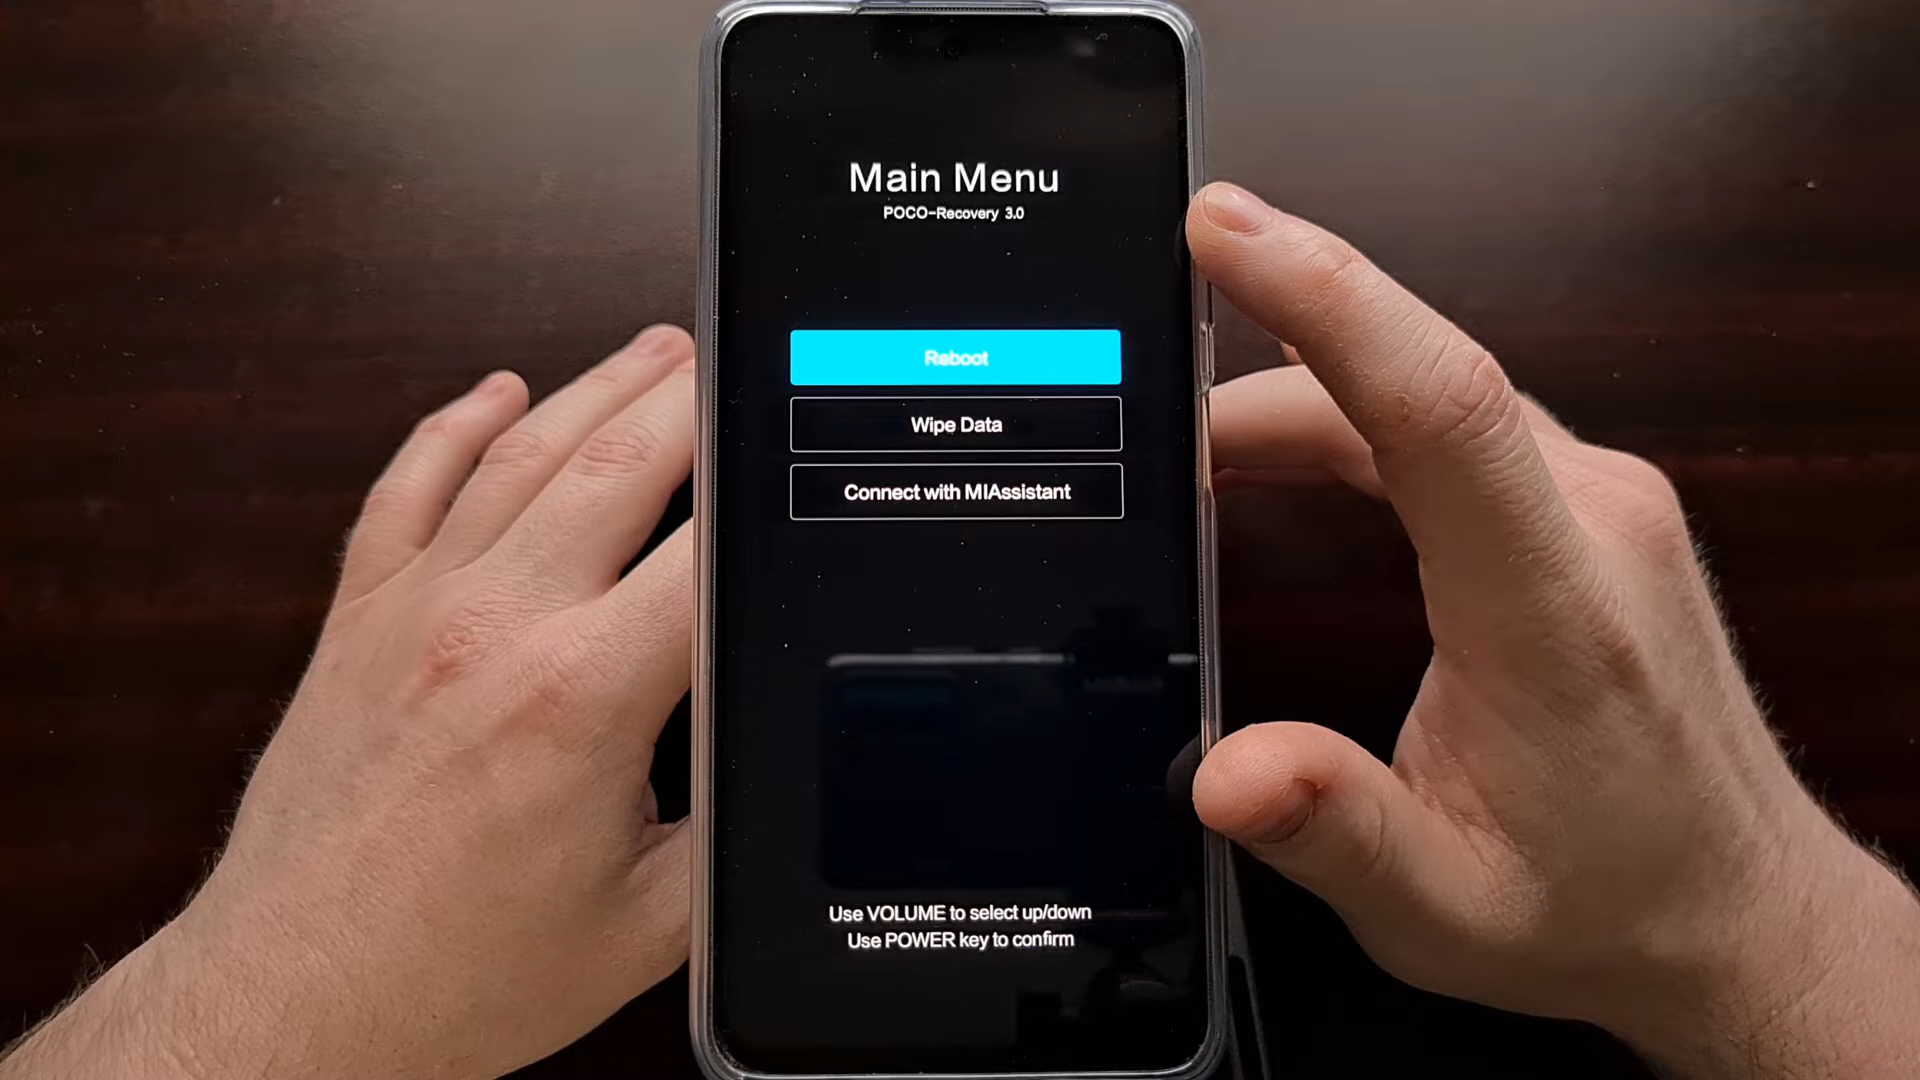 Main Menu
POCO-Recovery 3.0
Reboot
Wipe Data
Connect with MIAssistant
Use VOLUME to select up/down
Use POWER key to confirm